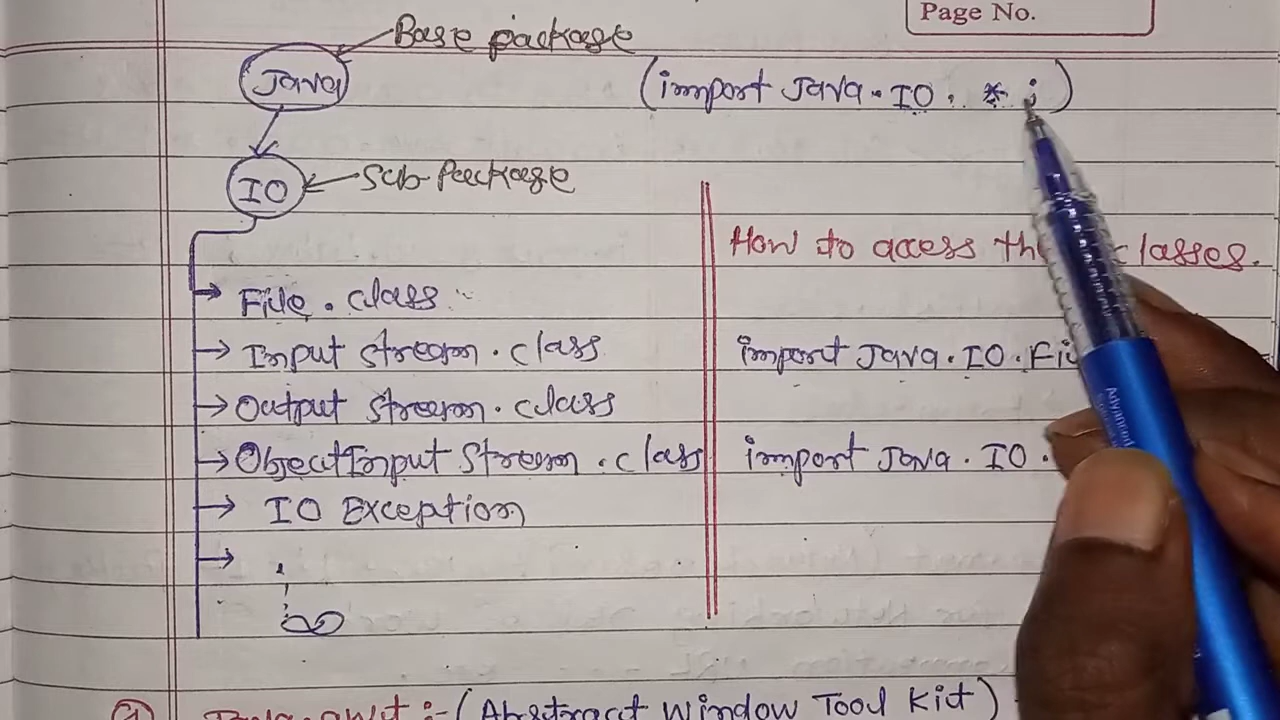 Page No.
Base package
Java
(import Java.IO. * ;)
IO
Sub-Package
How to access classes.
File.class
Input Stream.class
import Java.IO.
Output Stream.class
ObjectInput Stream.class
import Java.IO.
IO Exception
(Abstract Window Tool Kit)